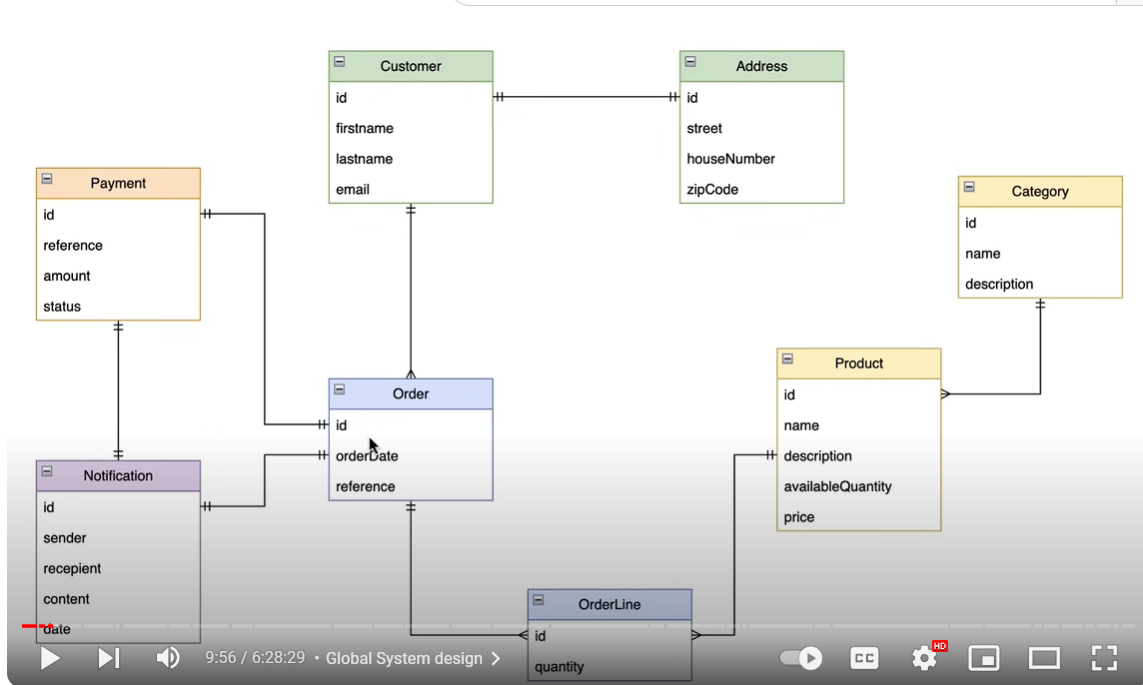 Customer
id
firstname
lastname
email
Address
id
street
houseNumber
zipCode
Payment
id
reference
amount
status
Category
id
name
description
Product
id
name
description
availableQuantity
price
Order
id
orderDate
reference
Notification
id
sender
recepient
content
date
OrderLine
id
quantity
9:56 / 6:28:29 • Global System design
CC
HD